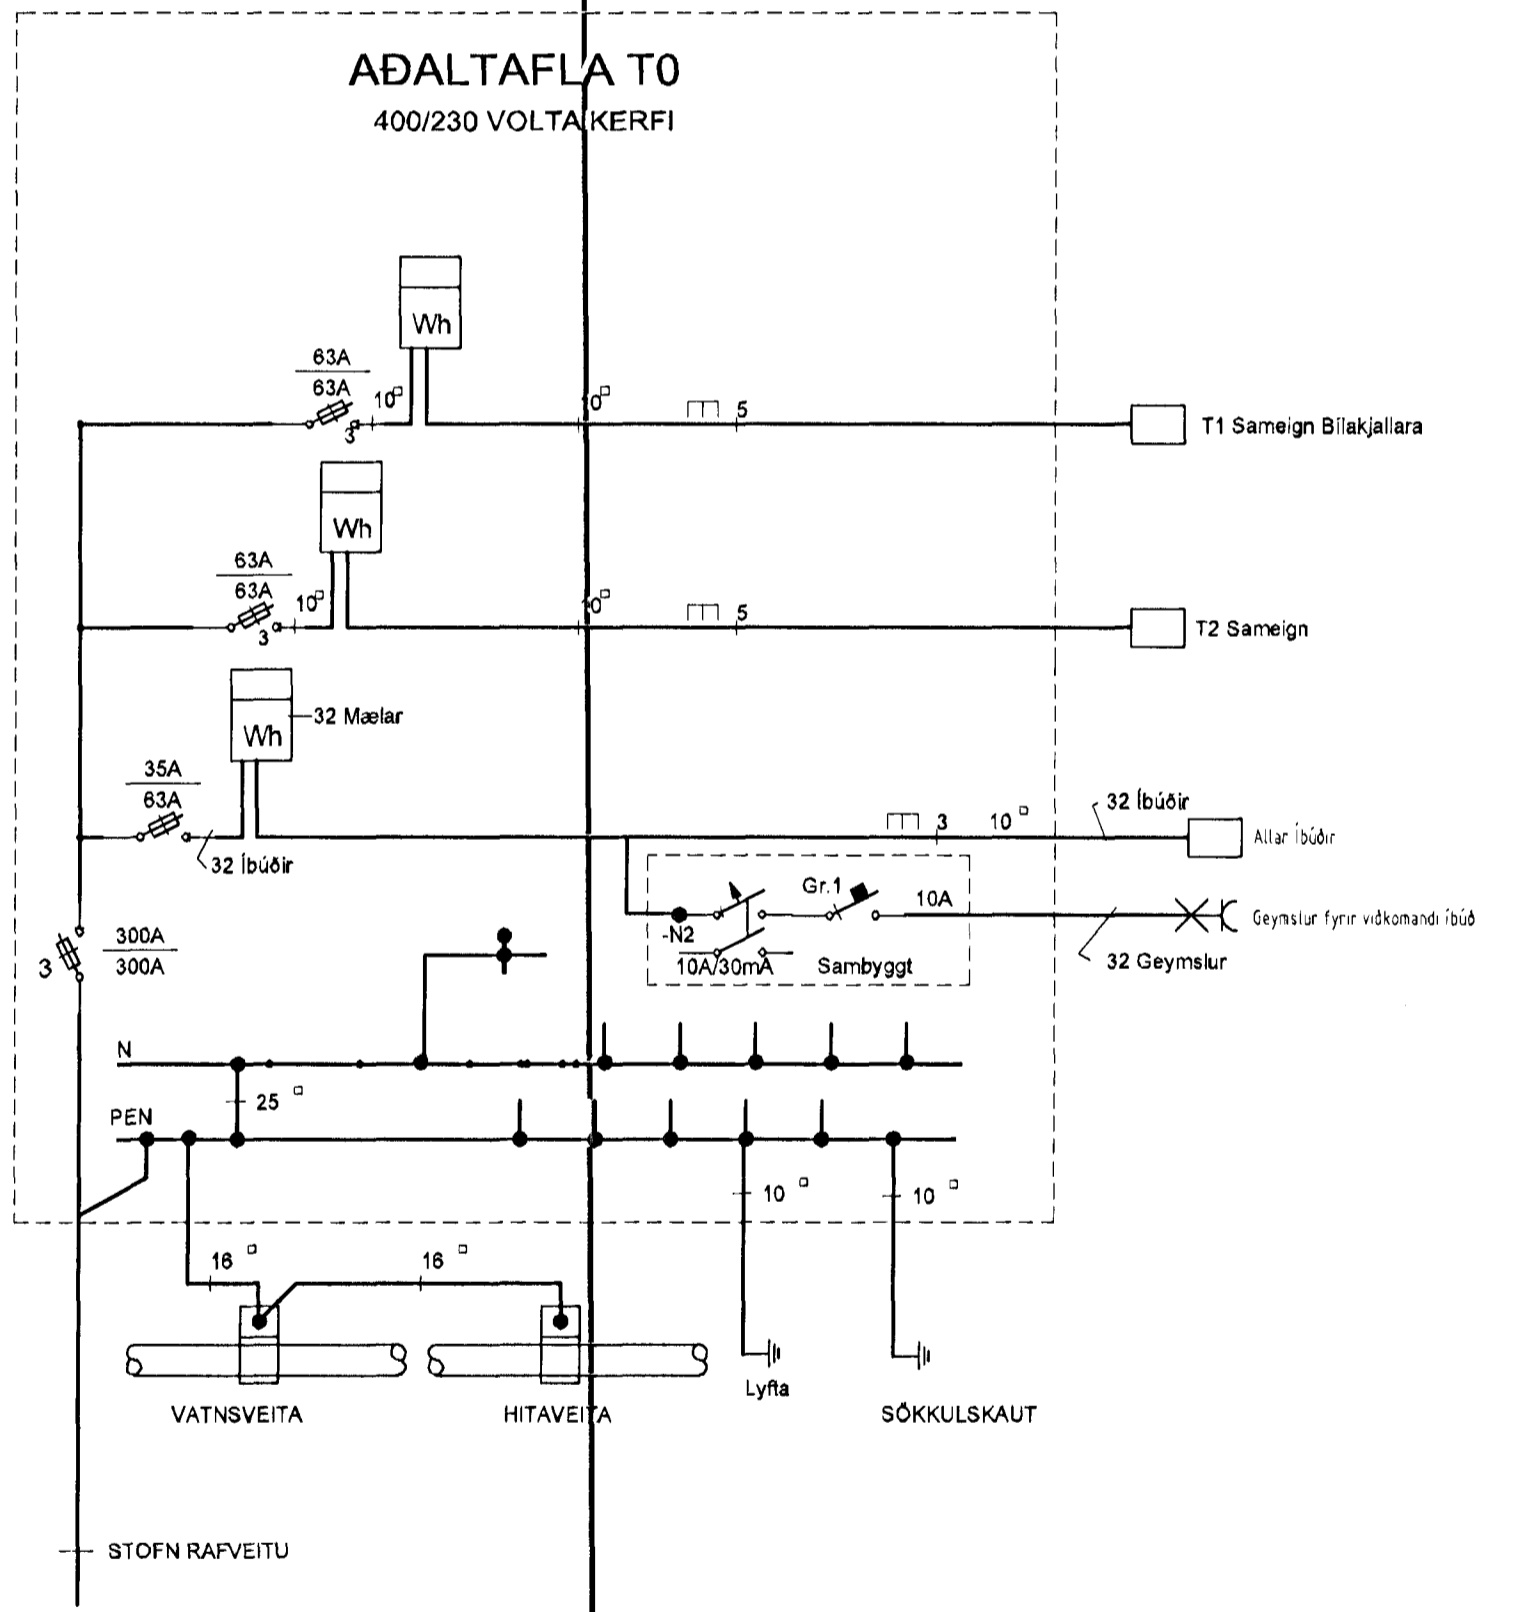 AÐALTAFLA T0
400/230 VOLTA KERFI
Wh
63A
63A
10□
3
0□
5
T1 Sameign Bílakjallara
Wh
63A
63A
10□
3
0□
5
T2 Sameign
Wh
32 Mælar
35A
63A
32 Íbúðir
3
10 □
32 Íbúðir
Allar Íbúðir
Gr.1
10A
-N2
10A/30mA
Sambyggt
Geymslur fyrir viðkomandi íbúð
32 Geymslur
3
300A
300A
N
25 □
PEN
10 □
10 □
16 □
16 □
Lyfta
VATNSVEITA
HITAVEITA
SÖKKULSKAUT
STOFN RAFVEITU